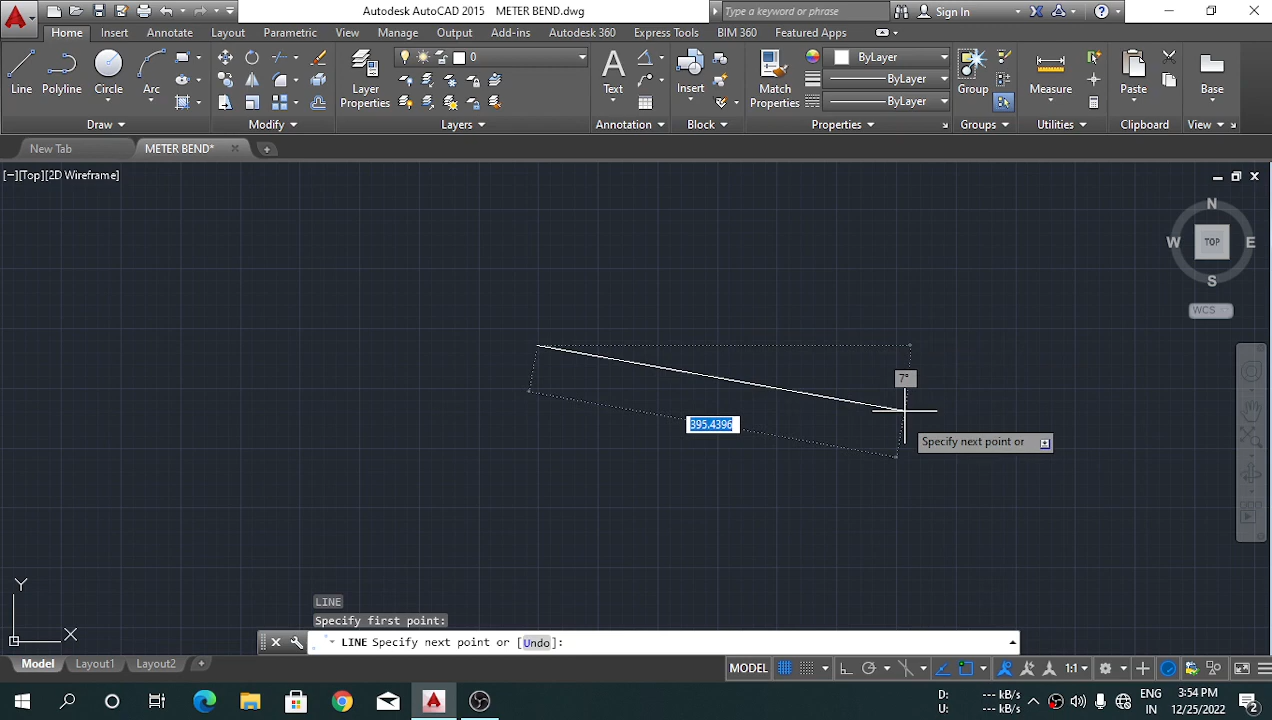 Autodesk AutoCAD 2015 METER BEND.dwg
Type a keyword or phrase
Sign In
Home Insert Annotate Layout Parametric View Manage Output Add-ins Autodesk 360 Express Tools BIM 360 Featured Apps
Line Polyline Circle Arc
Layer Properties
0
Text
Insert
Match Properties
ByLayer
ByLayer
ByLayer
Group
Measure
Paste
Base
Draw Modify Layers Annotation Block Properties Groups Utilities Clipboard View
New Tab METER BEND*
[−][Top][2D Wireframe]
N
W TOP E
S
WCS
7°
395.4396
Specify next point or
Y
X
LINE
Specify first point:
LINE Specify next point or [Undo]:
Model Layout1 Layout2
MODEL 1:1
D: --- kB/s
U: --- kB/s
ENG
IN
3:54 PM
12/25/2022
2